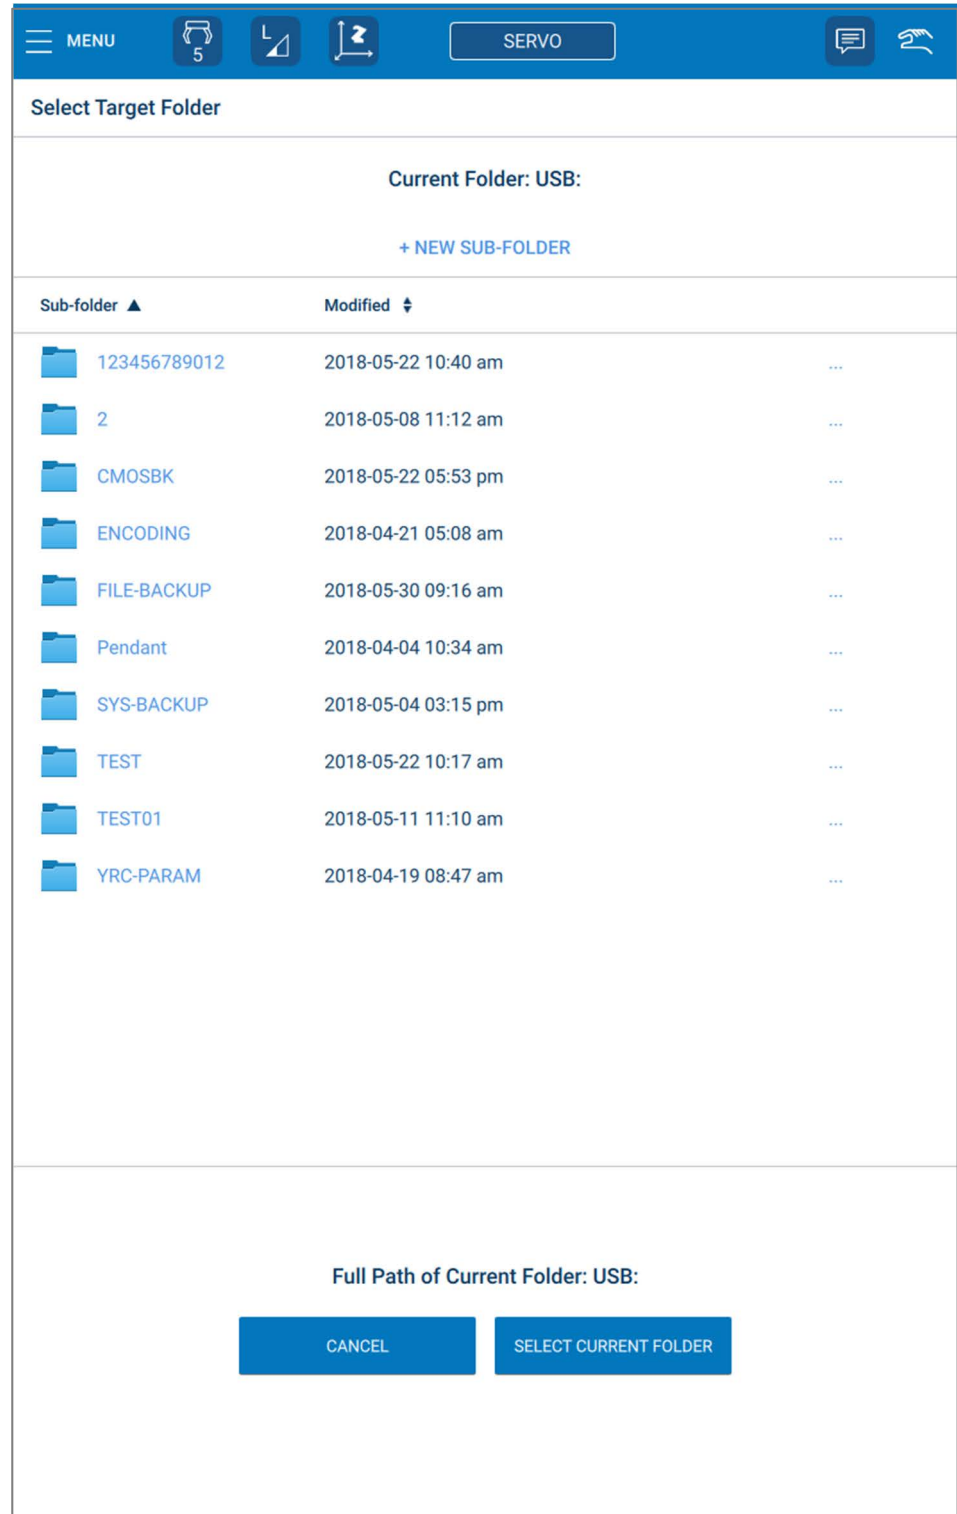 MENU 5 L SERVO
Select Target Folder
Current Folder: USB:
+ NEW SUB-FOLDER
Sub-folder ▲ Modified
123456789012 2018-05-22 10:40 am ...
2 2018-05-08 11:12 am ...
CMOSBK 2018-05-22 05:53 pm ...
ENCODING 2018-04-21 05:08 am ...
FILE-BACKUP 2018-05-30 09:16 am ...
Pendant 2018-04-04 10:34 am ...
SYS-BACKUP 2018-05-04 03:15 pm ...
TEST 2018-05-22 10:17 am ...
TEST01 2018-05-11 11:10 am ...
YRC-PARAM 2018-04-19 08:47 am ...
Full Path of Current Folder: USB:
CANCEL SELECT CURRENT FOLDER